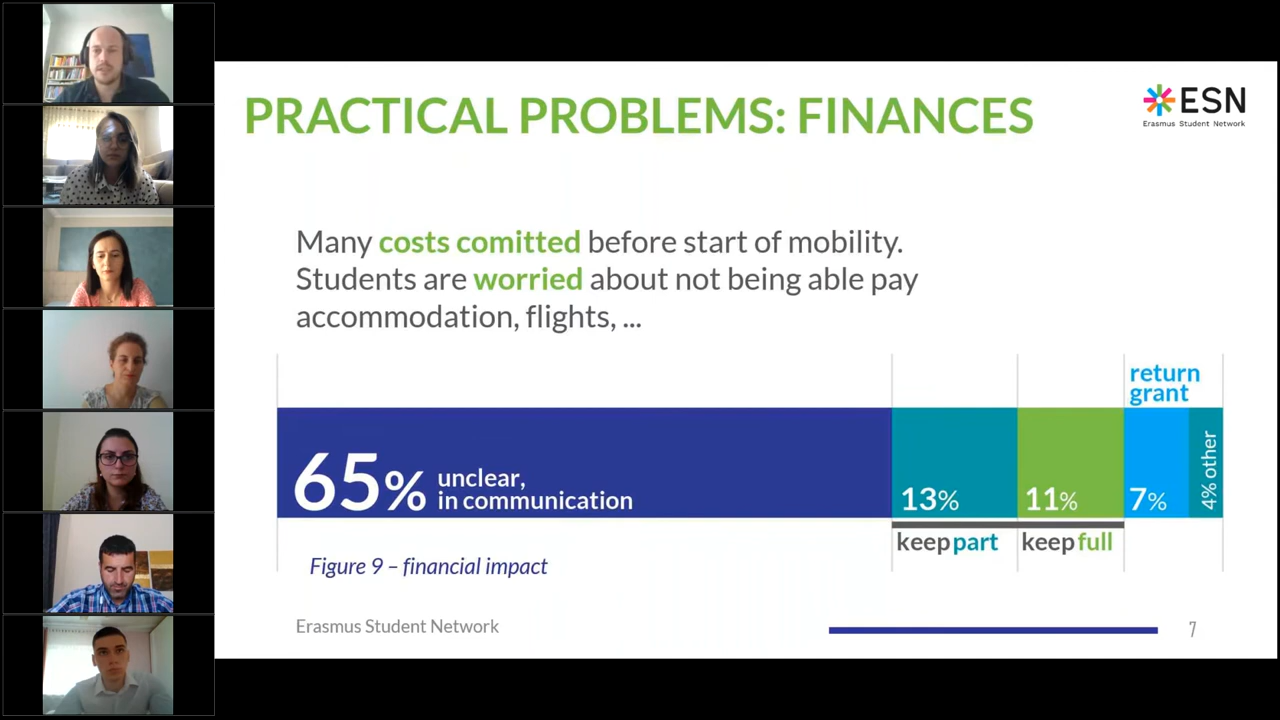 PRACTICAL PROBLEMS: FINANCES
ESN
Erasmus Student Network
Many costs comitted before start of mobility.
Students are worried about not being able pay
accommodation, flights, ...
return
grant
65% unclear,
in communication
13%
11%
7%
4% other
keep part
keep full
Figure 9 – financial impact
Erasmus Student Network
7